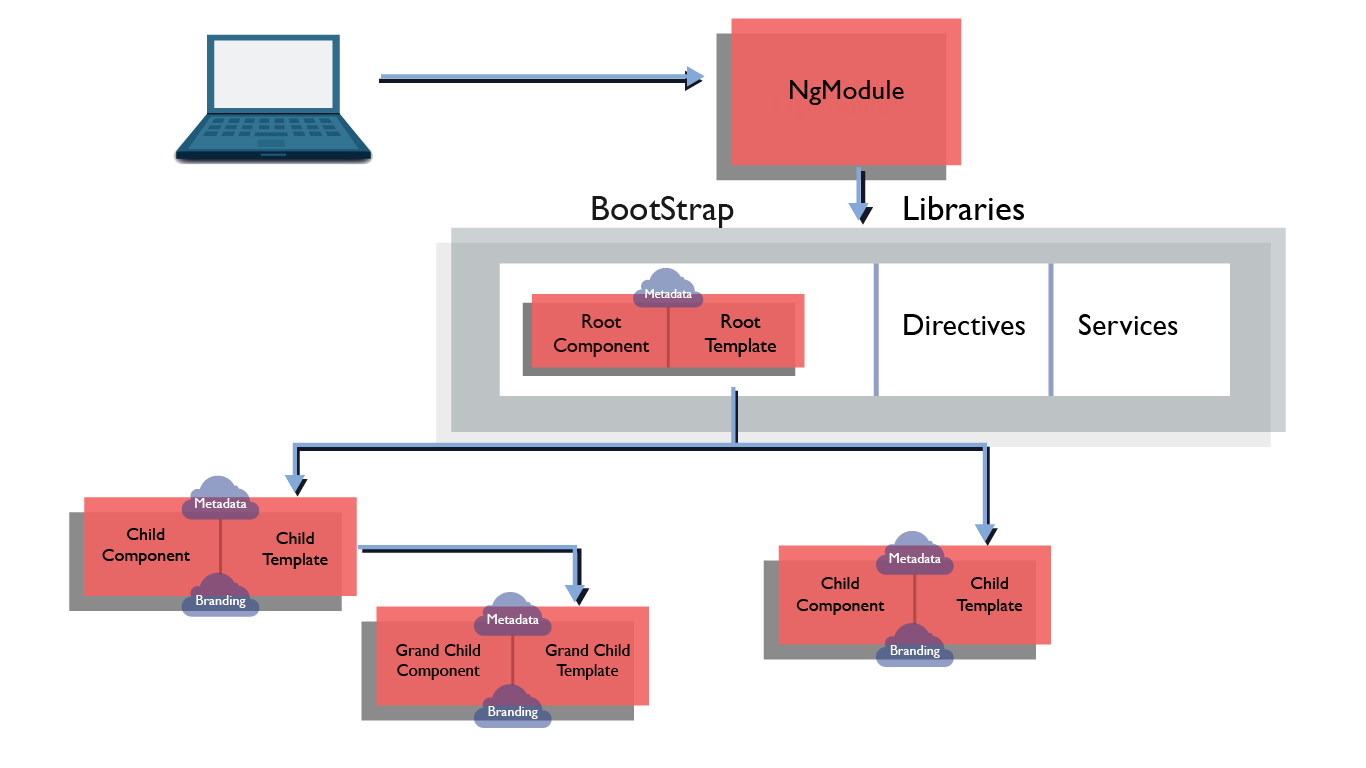 NgModule
BootStrap
Libraries
Metadata
Root
Component
Root
Template
Directives
Services
Metadata
Child
Component
Child
Template
Branding
Metadata
Grand Child
Component
Grand Child
Template
Branding
Metadata
Child
Component
Child
Template
Branding